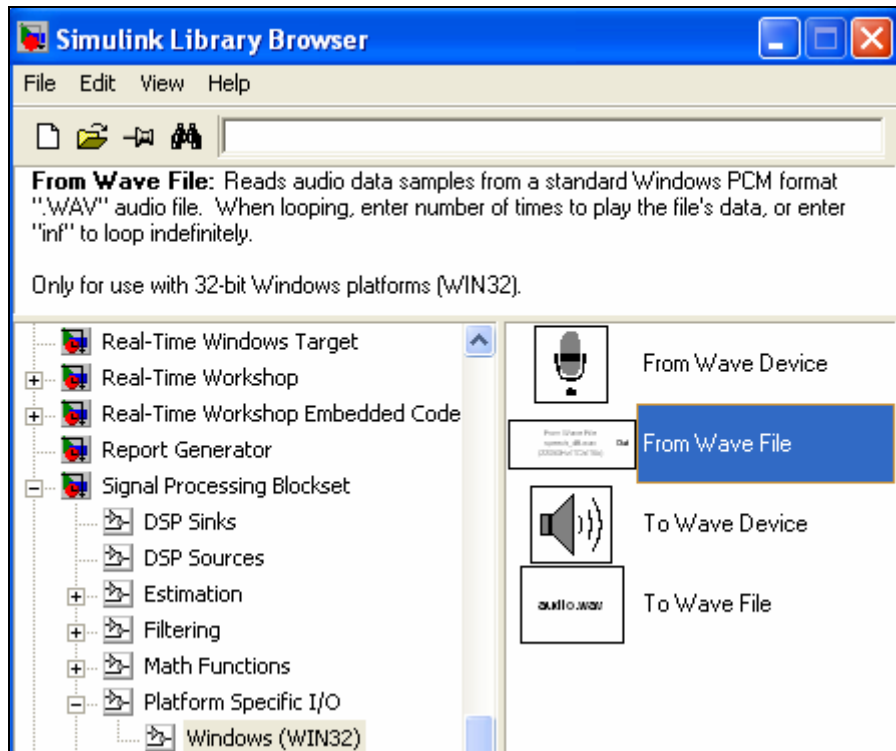 Simulink Library Browser
File Edit View Help
From Wave File: Reads audio data samples from a standard Windows PCM format
".WAV" audio file. When looping, enter number of times to play the file's data, or enter
"inf" to loop indefinitely.
Only for use with 32-bit Windows platforms (WIN32).
Real-Time Windows Target
Real-Time Workshop
Real-Time Workshop Embedded Code
Report Generator
Signal Processing Blockset
DSP Sinks
DSP Sources
Estimation
Filtering
Math Functions
Platform Specific I/O
Windows (WIN32)
From Wave Device
From Wave File
Out
From Wave File
To Wave Device
audio.wav
To Wave File